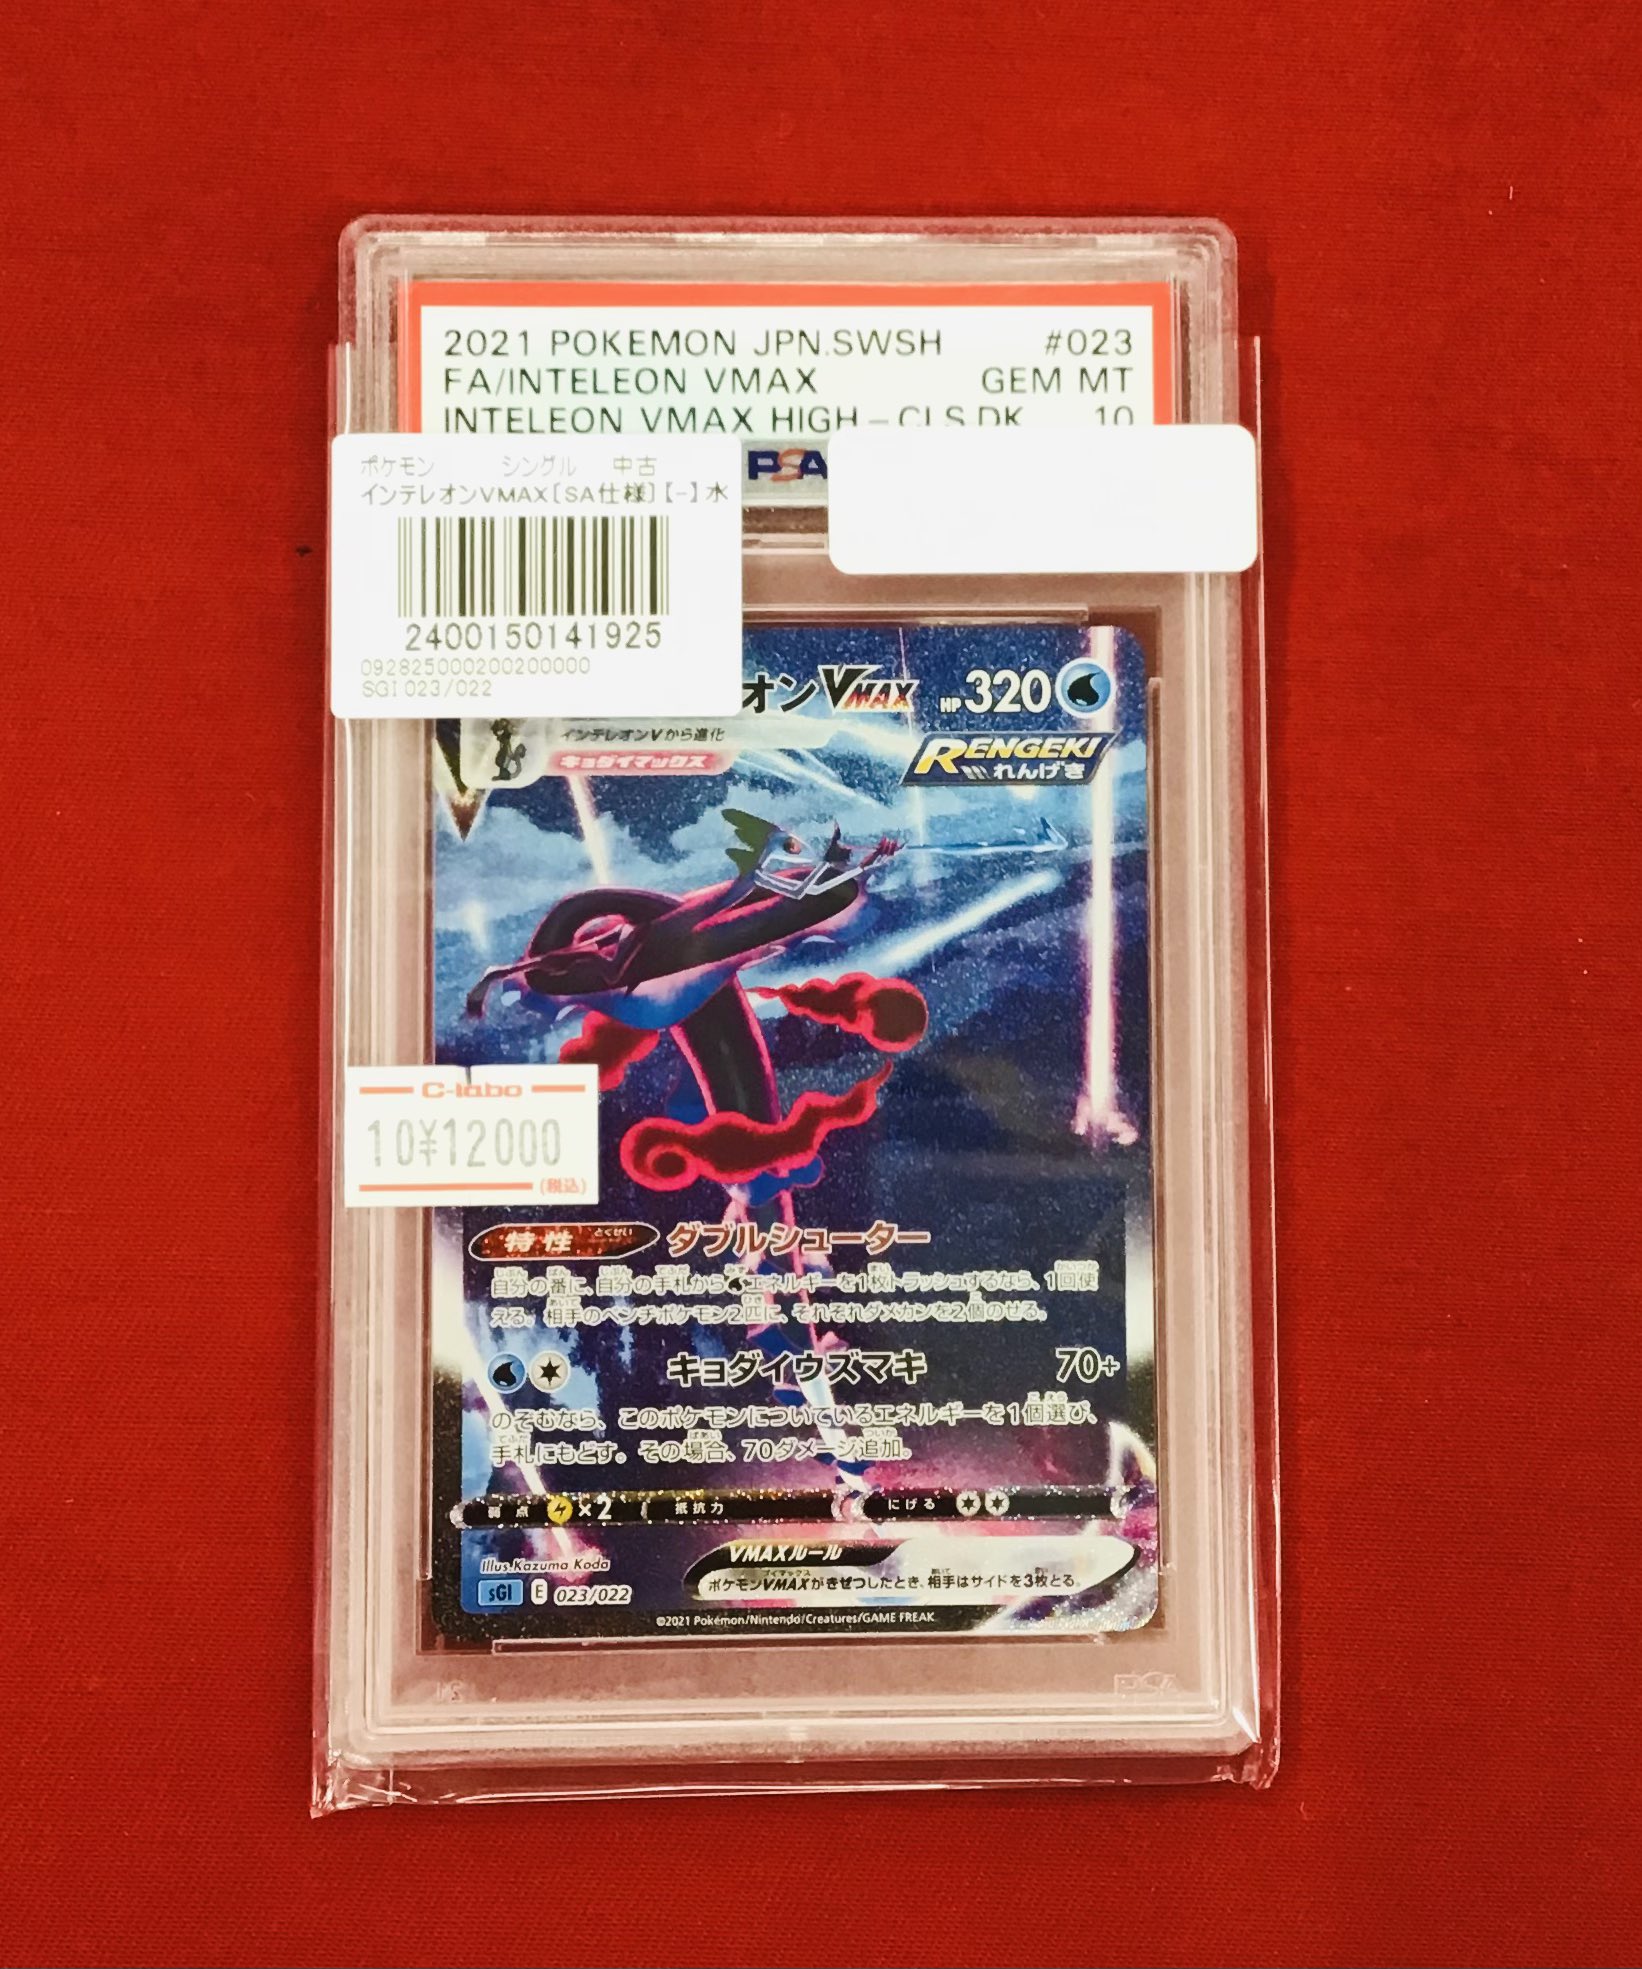 2021 POKEMON JPN.SWSH #023
FA/INTELEON VMAX GEM MT
INTELEON VMAX HIGH-CLS.DK 10
PSA
ポケモン シングル 中古
インテレオンVMAX[SA仕様]【-】水
2400150141925
092825000200200000
SGI 023/022
オンVMAX HP320
インテレオンVから進化
キョダイマックス
RENGEKI
れんげき
C-labo
10¥12000
(税込)
特性 とくせい ダブルシューター
自分の番に、自分の手札からエネルギーを1枚トラッシュするなら、1回使
える。相手のベンチポケモン2匹に、それぞれダメカンを2個のせる。
キョダイウズマキ 70+
のぞむなら、このポケモンについているエネルギーを1個選び、
手札にもどす。その場合、70ダメージ追加。
弱点 ×2 抵抗力 にげる
Illus.Kazuma Koda
VMAXルール
sGI E 023/022
ポケモンVMAXがきぜつしたとき、相手はサイドを3枚とる。
©2021 Pokémon/Nintendo/Creatures/GAME FREAK